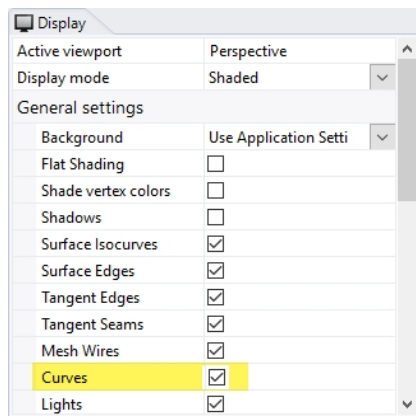 Display
Active viewport Perspective
Display mode Shaded
General settings
Background Use Application Setti
Flat Shading
Shade vertex colors
Shadows
Surface Isocurves
Surface Edges
Tangent Edges
Tangent Seams
Mesh Wires
Curves
Lights